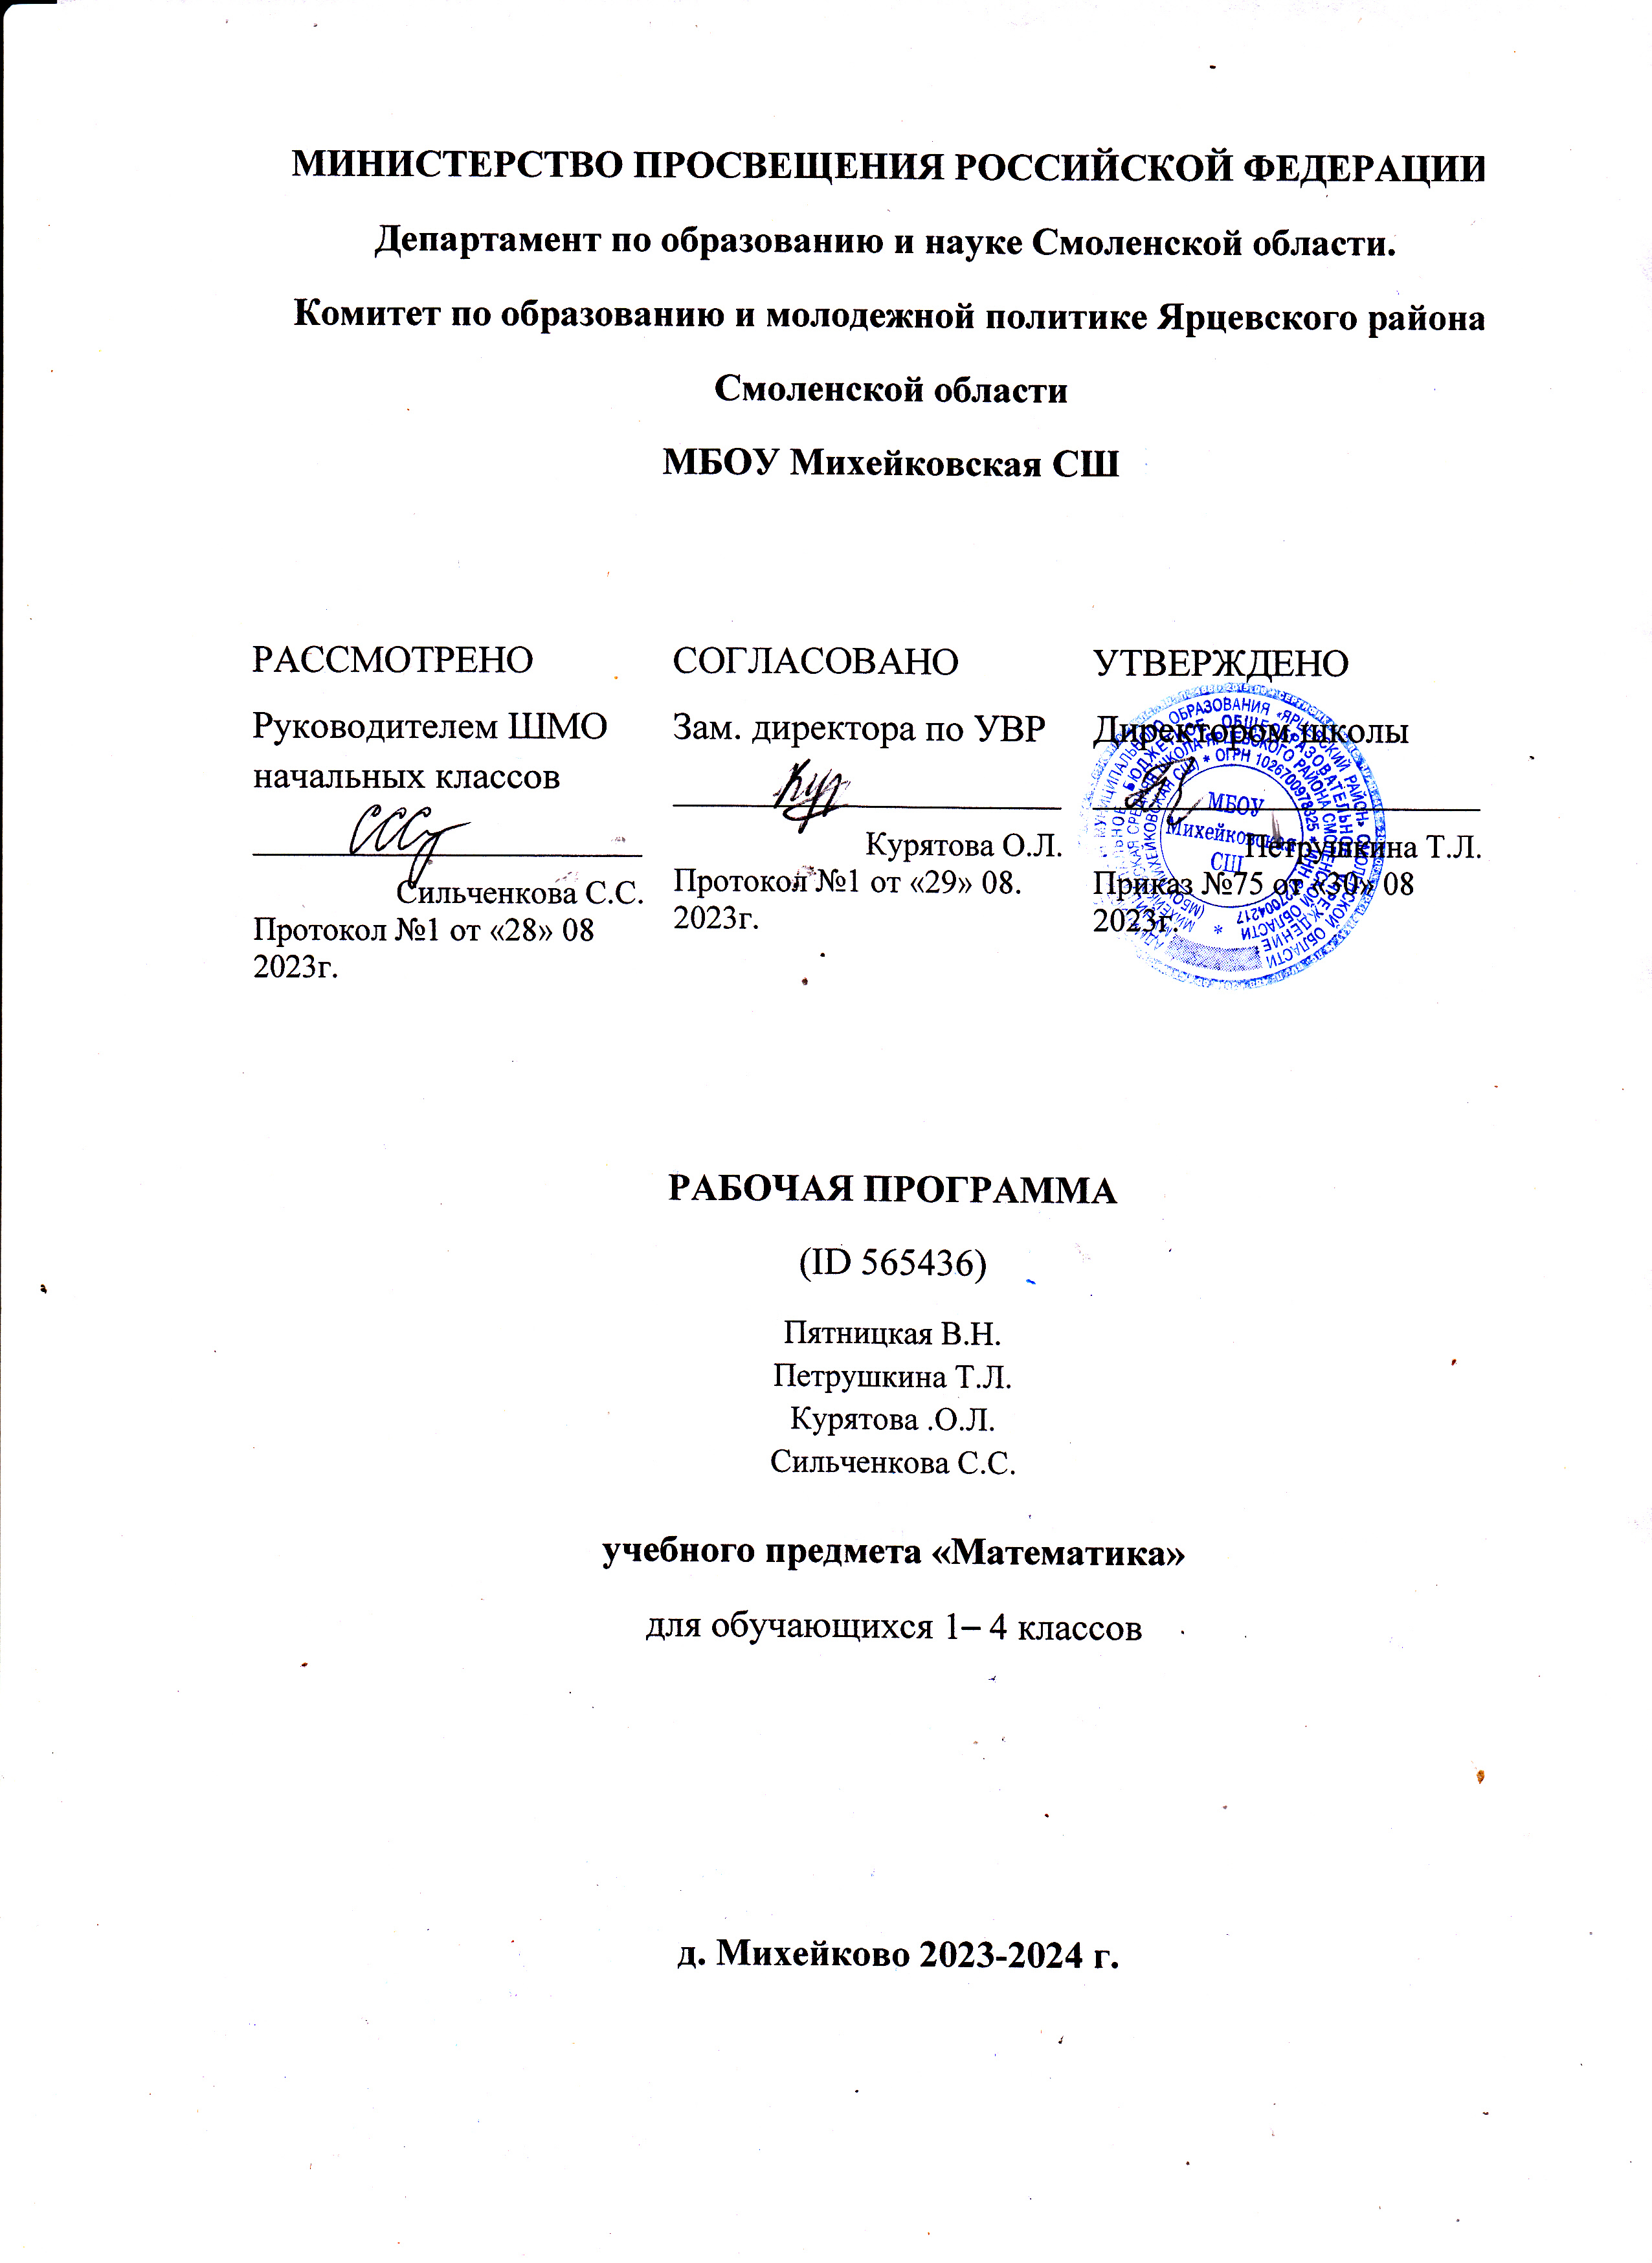 МИНИСТЕРСТВО ПРОСВЕЩЕНИЯ РОССИЙСКОЙ ФЕДЕРАЦИИ
Департамент по образованию и науке Смоленской области.
Комитет по образованию и молодежной политике Ярцевского района
Смоленской области
МБОУ Михейковская СШ
РАССМОТРЕНО
Руководителем ШМО
начальных классов
Сильченкова С.С.
Протокол №1 от «28» 08
2023г.
СОГЛАСОВАНО
Зам. директора по УВР
Курятова О.Л.
Протокол №1 от «29» 08.
2023г.
УТВЕРЖДЕНО
Директором школы
Петрушкина Т.Л.
Приказ №75 от «30» 08
2023г.
МБОУ
Михейковская
СШ
ОГРН 1026700978325
РАБОЧАЯ ПРОГРАММА
(ID 565436)
Пятницкая В.Н.
Петрушкина Т.Л.
Курятова .О.Л.
Сильченкова С.С.
учебного предмета «Математика»
для обучающихся 1– 4 классов
д. Михейково 2023-2024 г.